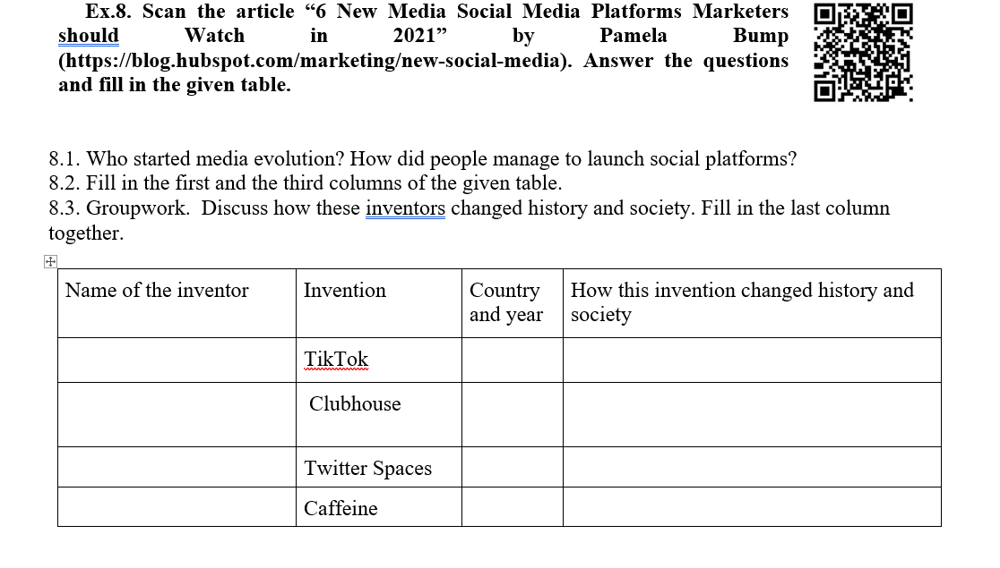 Ex.8. Scan the article “6 New Media Social Media Platforms Marketers
should Watch in 2021” by Pamela Bump
(https://blog.hubspot.com/marketing/new-social-media). Answer the questions
and fill in the given table.
8.1. Who started media evolution? How did people manage to launch social platforms?
8.2. Fill in the first and the third columns of the given table.
8.3. Groupwork.  Discuss how these inventors changed history and society. Fill in the last column
together.
Name of the inventor
Invention
Country
and year
How this invention changed history and
society
TikTok
Clubhouse
Twitter Spaces
Caffeine